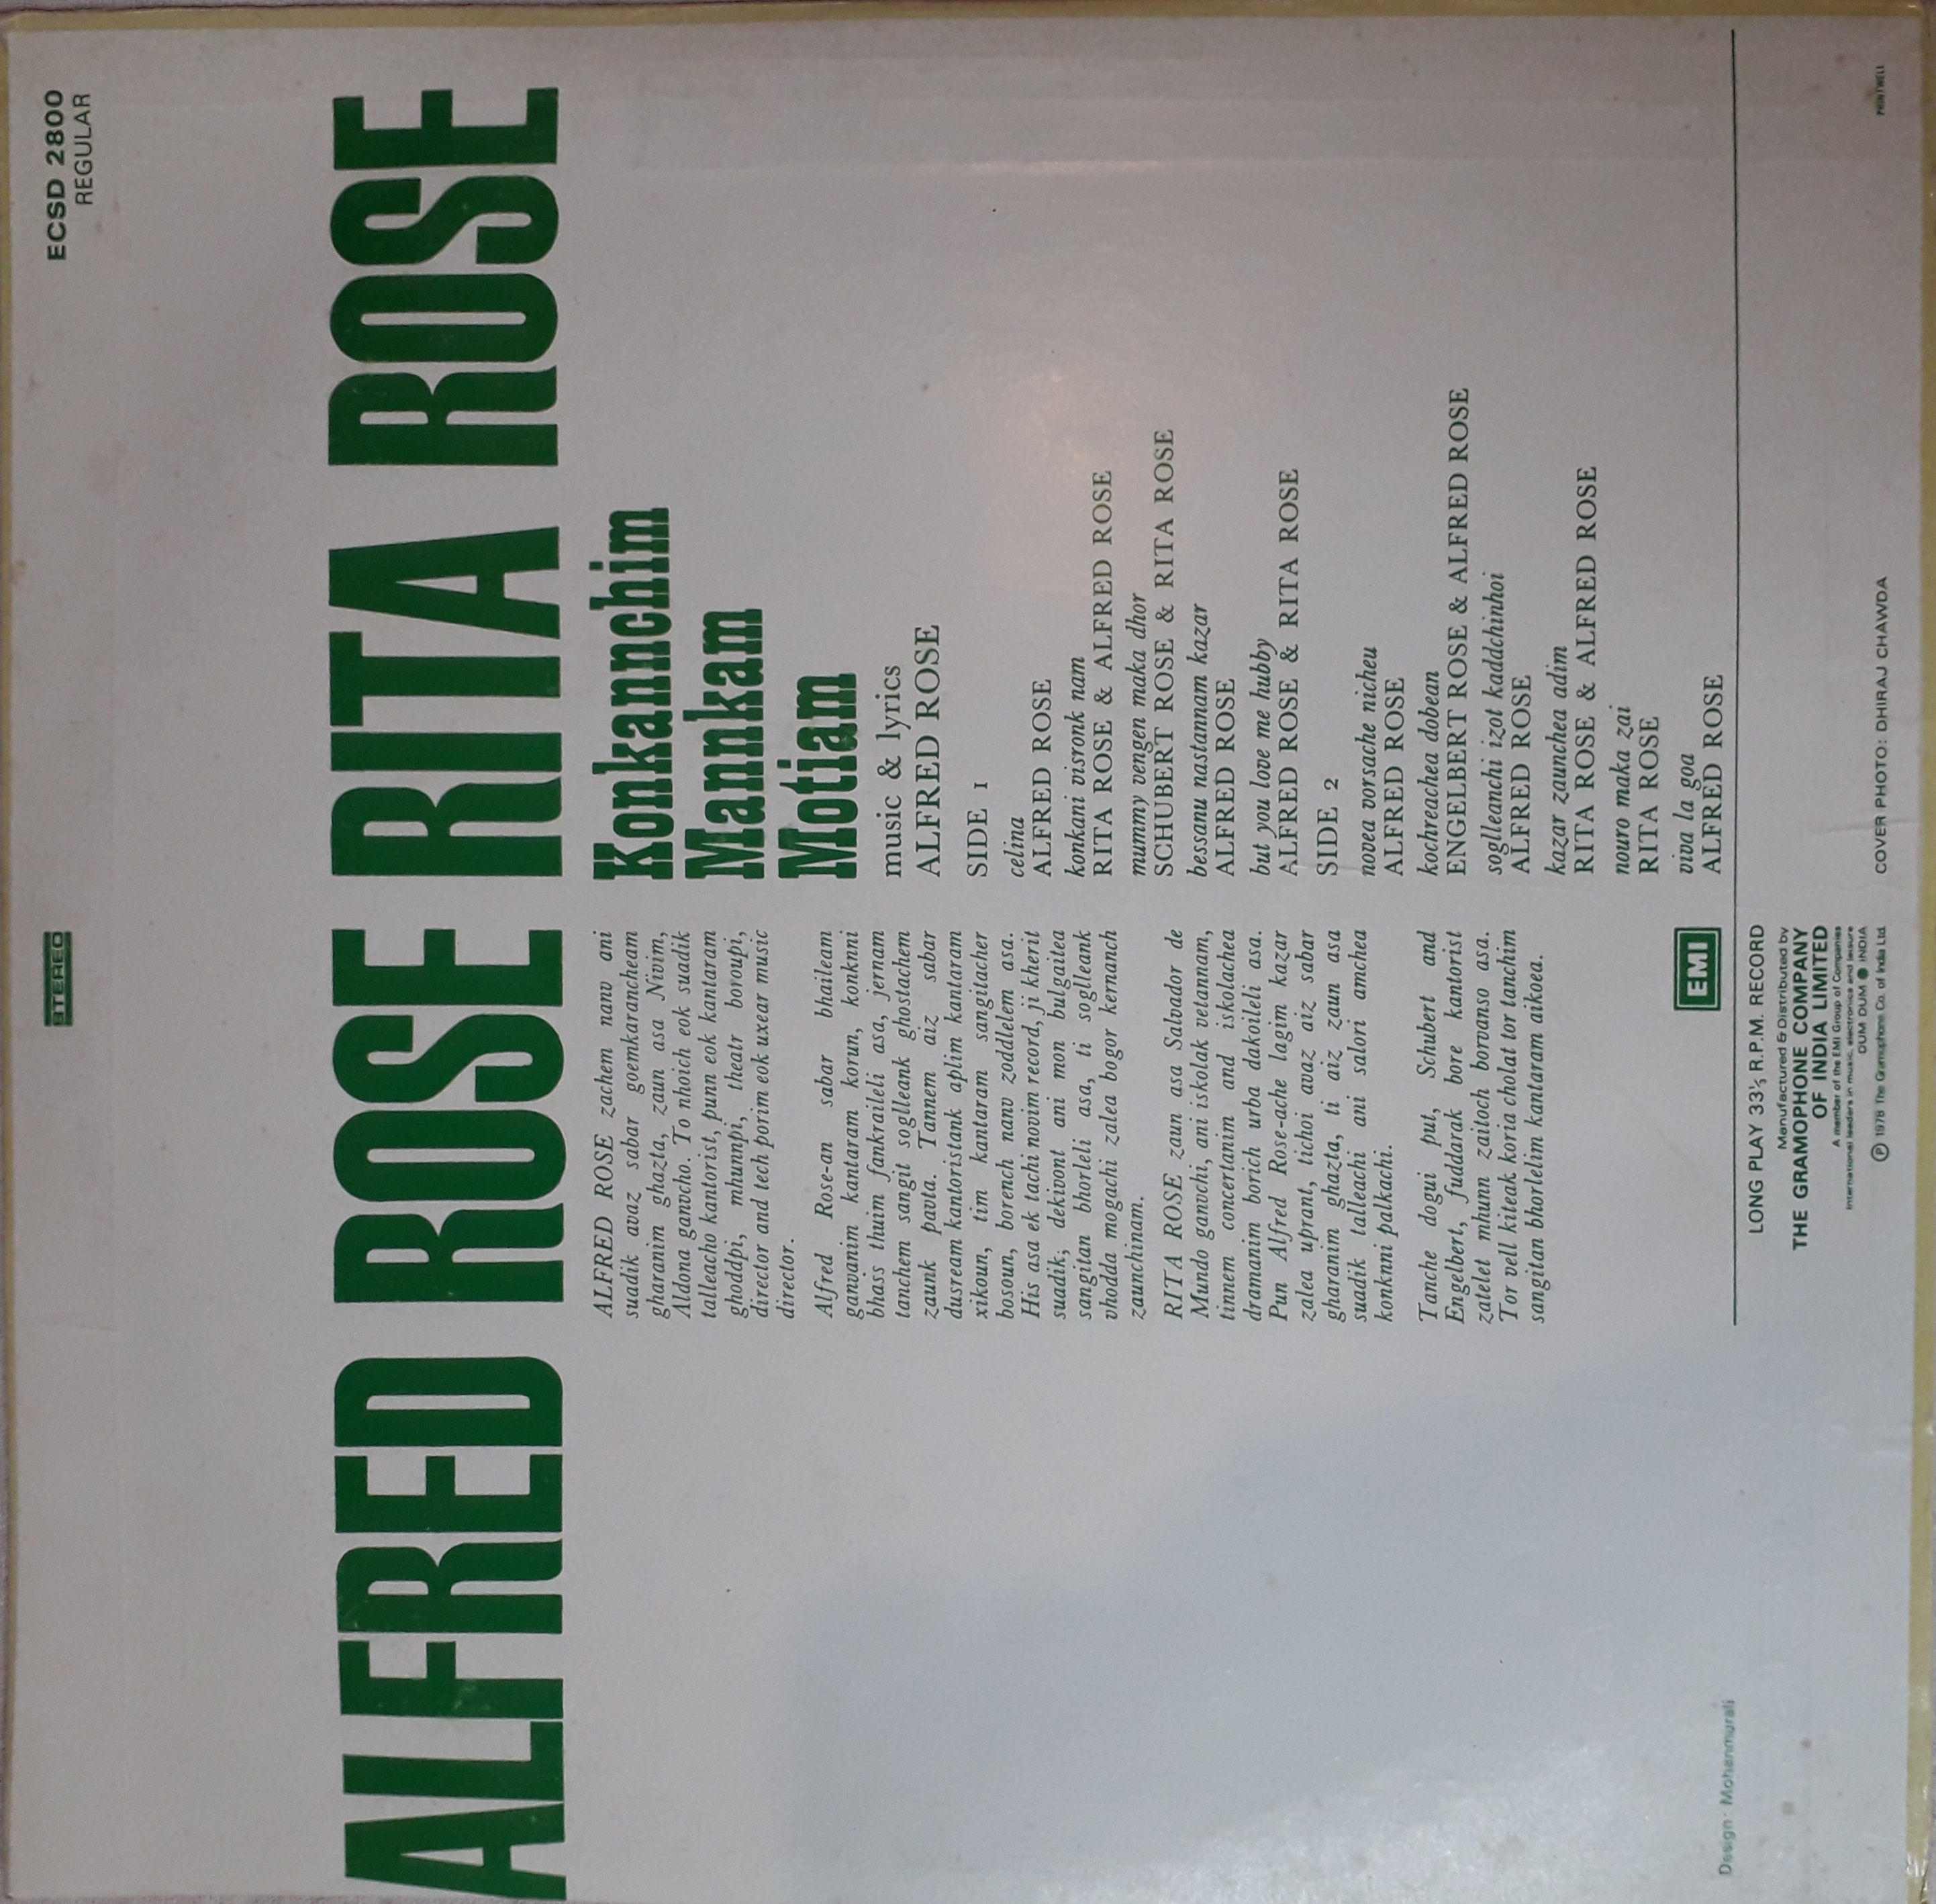 STEREO
ECSD 2800
REGULAR
ALFRED ROSE RITA ROSE
ALFRED ROSE zachem nanv ani
suadik avaz sabar goemkarancheam
gharanim ghazta, zaun asa Nivim,
Aldona ganvcho. To nhoich eok suadik
talleacho kantorist, punn eok kantaram
ghoddpi, mhunnpi, theatr boroupi,
director and tech porim eok uxear music
director.
Alfred Rose-an sabar bhaileam
ganvanim kantaram korun, konknni
bhass thuim fankraileli asa, jernam
tanchem sangit soglleank ghostachem
zaunk pavta. Tannem aiz sabar
dusream kantoristank aplim kantaram
xikoun, tim kantaram sangitacher
bosoun, borench nanv zoddlelem asa.
His asa ek tachi novim record, ji kherit
suadik, dekivont ani mon bulgaitea
sangitan bhorleli asa, ti soglleank
vhodda mogachi zalea bogor kernanch
zaunchinam.
RITA ROSE zaun asa Salvador de
Mundo ganvchi, ani iskolak vetannam,
tinnem concertanim and iskolachea
dramanim borich urba dakoileli asa.
Pun Alfred Rose-ache lagim kazar
zalea uprant, tichoi avaz aiz sabar
gharanim ghazta, ti aiz zaun asa
suadik talleachi ani salori amchea
konknni palkachi.
Tanche dogui put, Schubert and
Engelbert, fuddarak bore kantorist
zatelet mhunn zaitoch borvanso asa.
Tor vell kiteak koria cholat tor tanchim
sangitan bhorlelim kantaram aikoea.
Konkannchim
Mannkam
Motiam
music & lyrics
ALFRED ROSE
SIDE 1
celina
ALFRED ROSE
konkani visronk nam
RITA ROSE & ALFRED ROSE
mummy vengen maka dhor
SCHUBERT ROSE & RITA ROSE
bessanu nastannam kazar
ALFRED ROSE
but you love me hubby
ALFRED ROSE & RITA ROSE
SIDE 2
novea vorsache nicheu
ALFRED ROSE
kochreachea dobean
ENGELBERT ROSE & ALFRED ROSE
soglleanchi izot kaddchinhoi
ALFRED ROSE
kazar zaunchea adim
RITA ROSE & ALFRED ROSE
nouro maka zai
RITA ROSE
viva la goa
ALFRED ROSE
EMI
Design: Mohanmurali
LONG PLAY 33⅓ R.P.M. RECORD
Manufactured & Distributed by
THE GRAMOPHONE COMPANY
OF INDIA LIMITED
A member of the EMI Group of Companies
International leaders in music, electronics and leisure
DUM DUM ● INDIA
℗ 1978 The Gramophone Co. of India Ltd.
COVER PHOTO: DHIRAJ CHAWDA
PRINTWELL